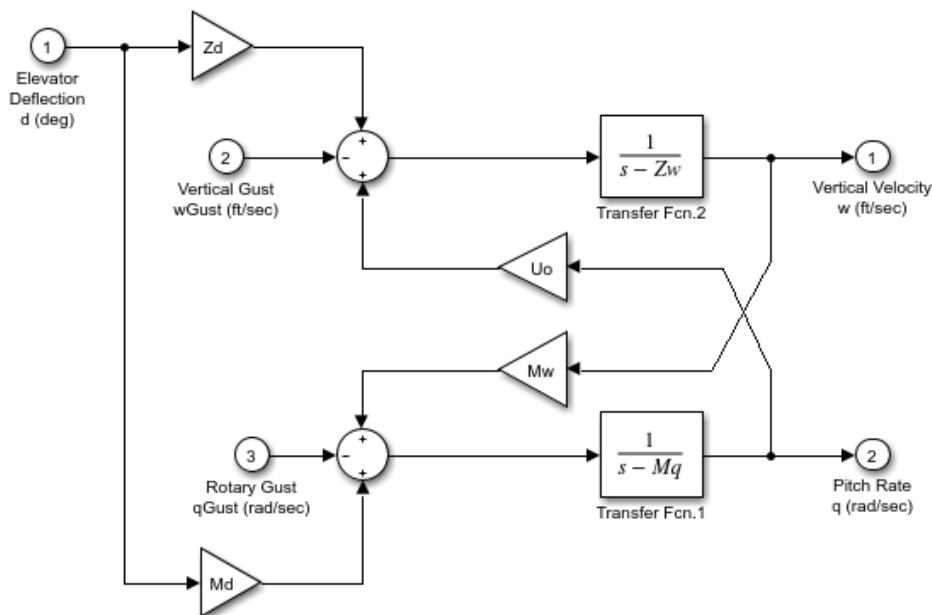 Zd
1
Elevator
Deflection
d (deg)
+
2
-
+
Vertical Gust
wGust (ft/sec)
1
s − Zw
Transfer Fcn.2
1
Vertical Velocity
w (ft/sec)
Uo
Mw
+
3
-
+
Rotary Gust
qGust (rad/sec)
1
s − Mq
Transfer Fcn.1
2
Pitch Rate
q (rad/sec)
Md